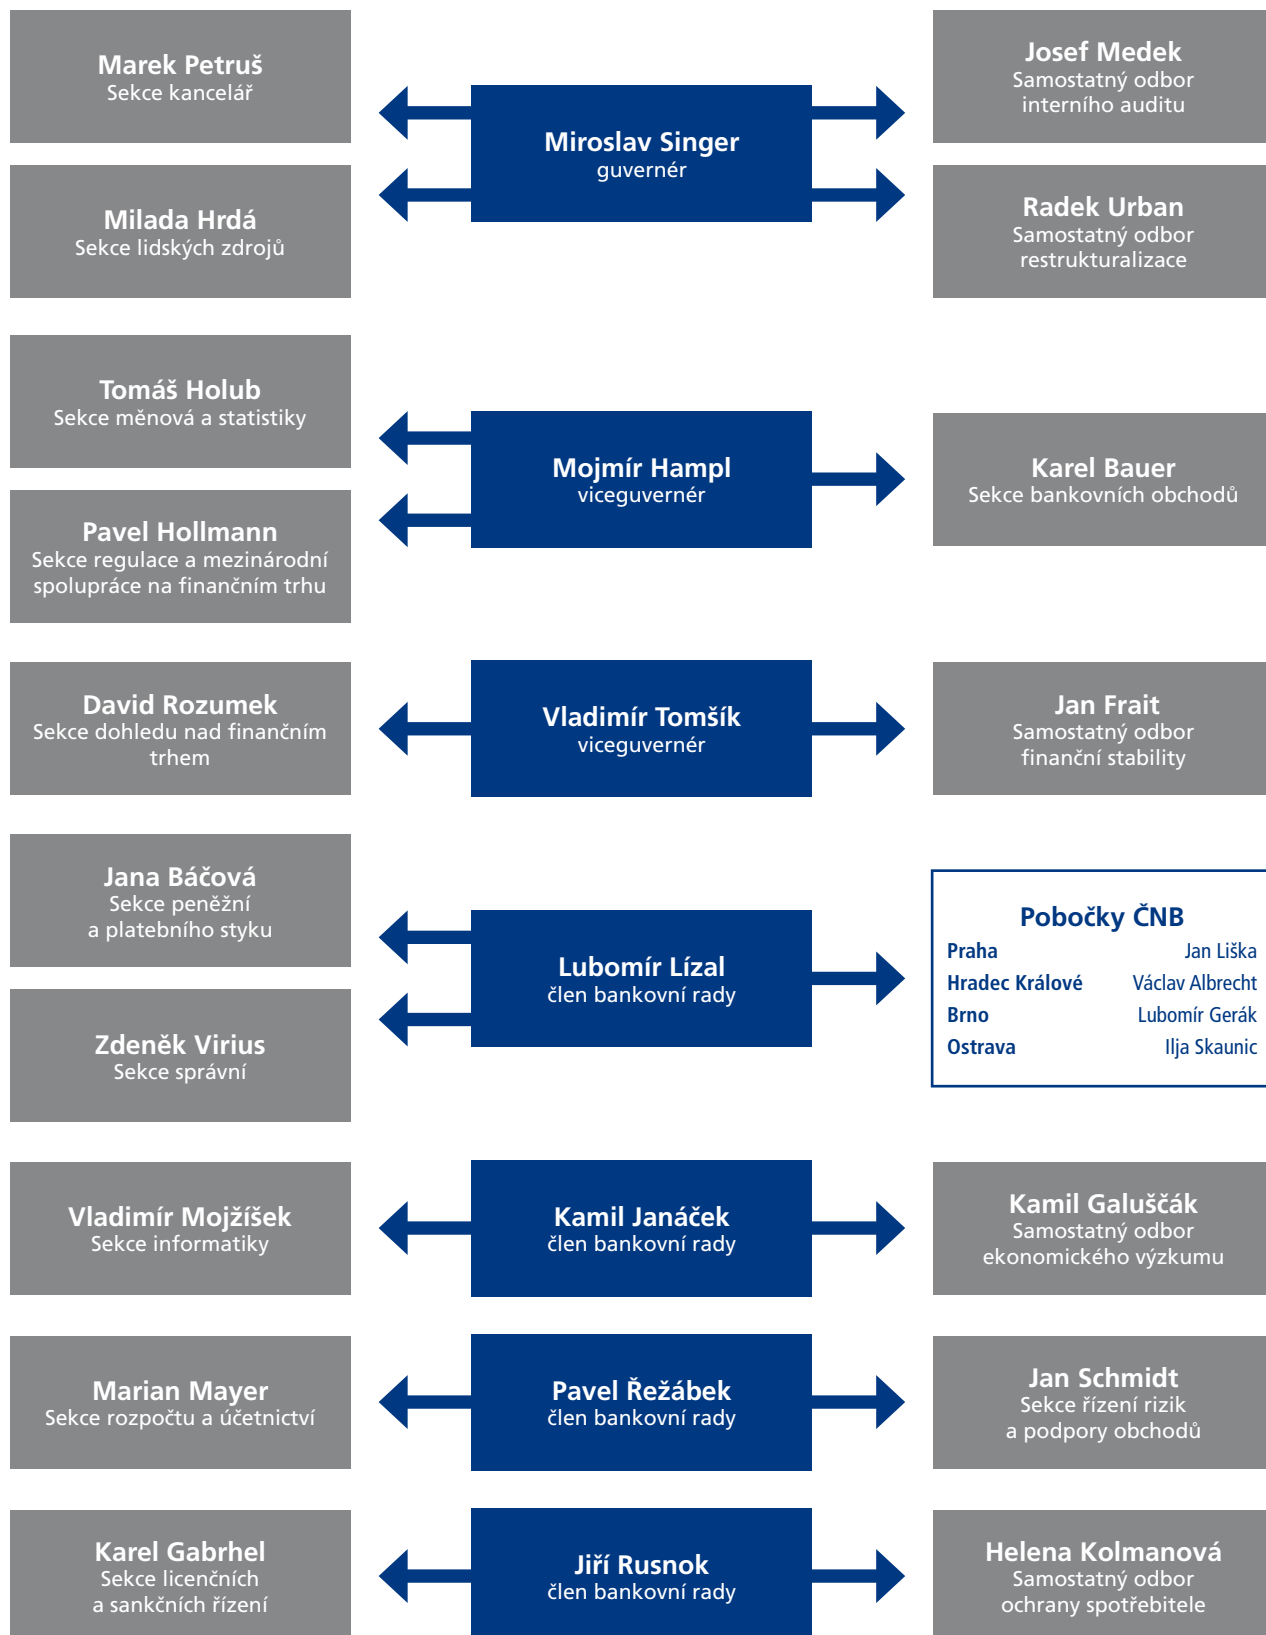 Marek Petruš
Sekce kancelář
Miroslav Singer
guvernér
Josef Medek
Samostatný odbor
interního auditu
Milada Hrdá
Sekce lidských zdrojů
Radek Urban
Samostatný odbor
restrukturalizace
Tomáš Holub
Sekce měnová a statistiky
Mojmír Hampl
viceguvernér
Karel Bauer
Sekce bankovních obchodů
Pavel Hollmann
Sekce regulace a mezinárodní
spolupráce na finančním trhu
David Rozumek
Sekce dohledu nad finančním
trhem
Vladimír Tomšík
viceguvernér
Jan Frait
Samostatný odbor
finanční stability
Jana Báčová
Sekce peněžní
a platebního styku
Lubomír Lízal
člen bankovní rady
Pobočky ČNB
Praha Jan Liška
Hradec Králové Václav Albrecht
Brno Lubomír Gerák
Ostrava Ilja Skaunic
Zdeněk Virius
Sekce správní
Vladimír Mojžíšek
Sekce informatiky
Kamil Janáček
člen bankovní rady
Kamil Galuščák
Samostatný odbor
ekonomického výzkumu
Marian Mayer
Sekce rozpočtu a účetnictví
Pavel Řežábek
člen bankovní rady
Jan Schmidt
Sekce řízení rizik
a podpory obchodů
Karel Gabrhel
Sekce licenčních
a sankčních řízení
Jiří Rusnok
člen bankovní rady
Helena Kolmanová
Samostatný odbor
ochrany spotřebitele